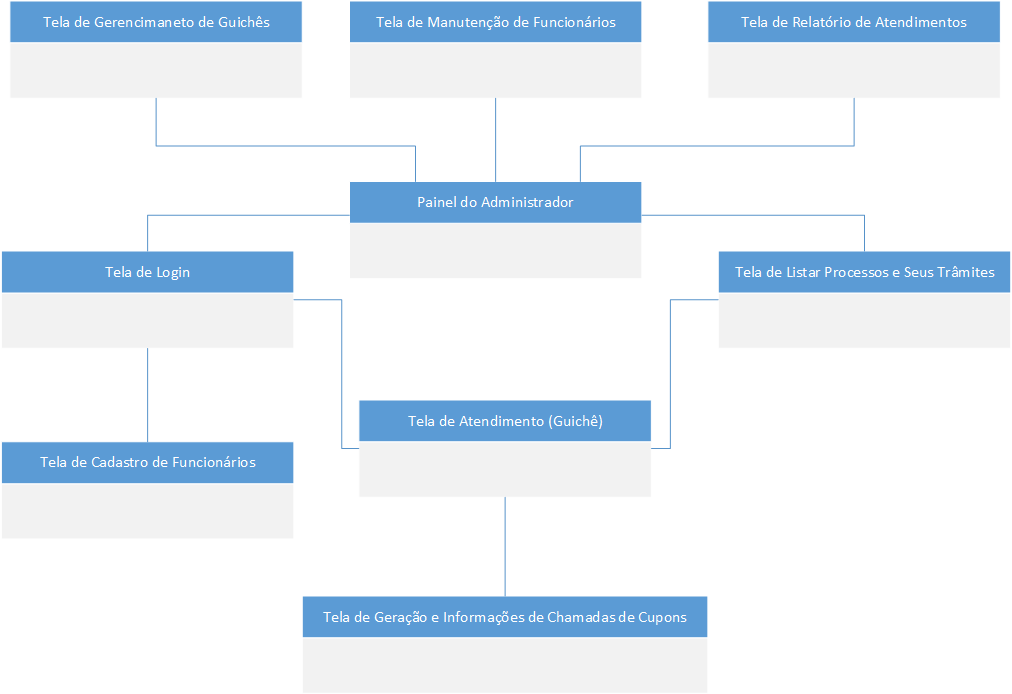 Tela de Gerencimaneto de Guichês
Tela de Manutenção de Funcionários
Tela de Relatório de Atendimentos
Painel do Administrador
Tela de Login
Tela de Listar Processos e Seus Trâmites
Tela de Atendimento (Guichê)
Tela de Cadastro de Funcionários
Tela de Geração e Informações de Chamadas de Cupons